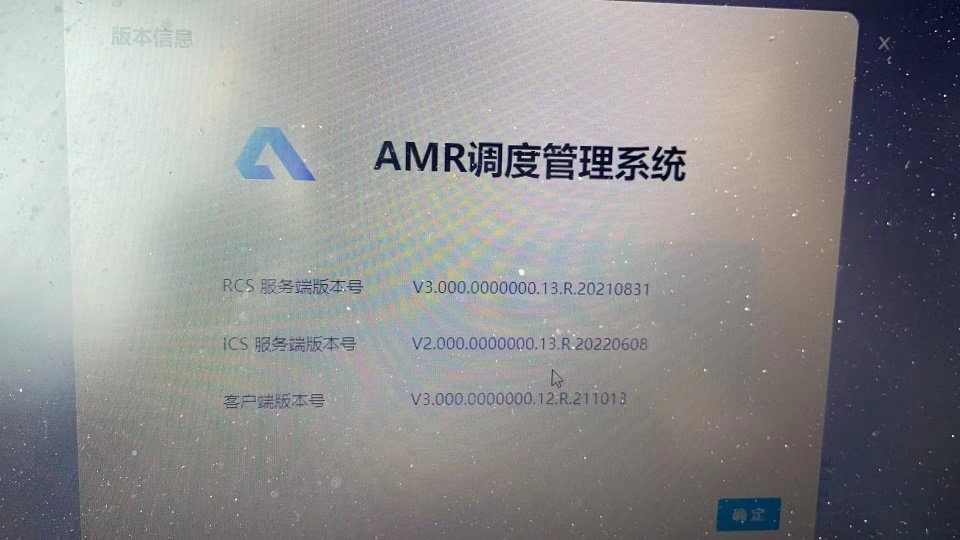 版本信息
X
AMR调度管理系统
RCS 服务端版本号 V3.000.0000000.13.R.20210831
iCS 服务端版本号 V2.000.0000000.13.R.20220608
客户端版本号 V3.000.0000000.12.R.211013
确定